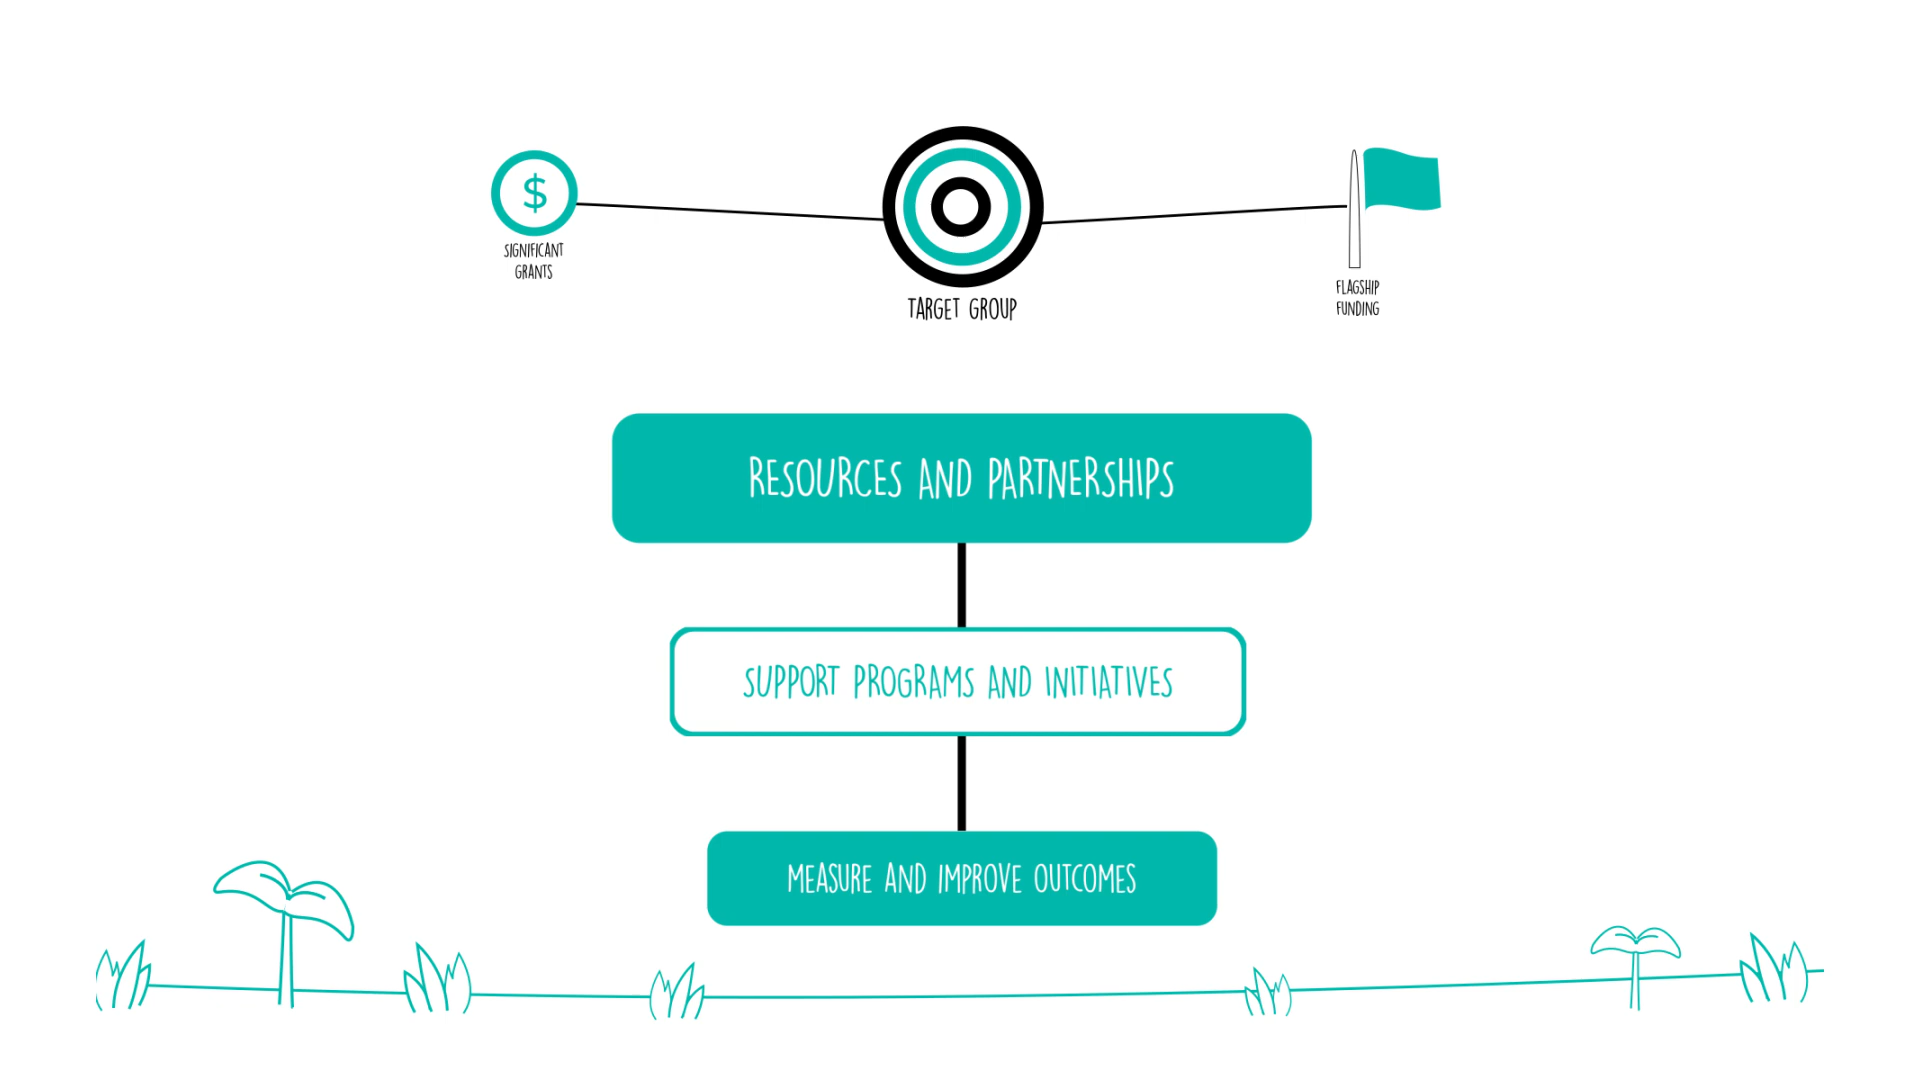 $
SIGNIFICANT
GRANTS
TARGET GROUP
FLAGSHIP
FUNDING
RESOURCES AND PARTNERSHIPS
SUPPORT PROGRAMS AND INITIATIVES
MEASURE AND IMPROVE OUTCOMES